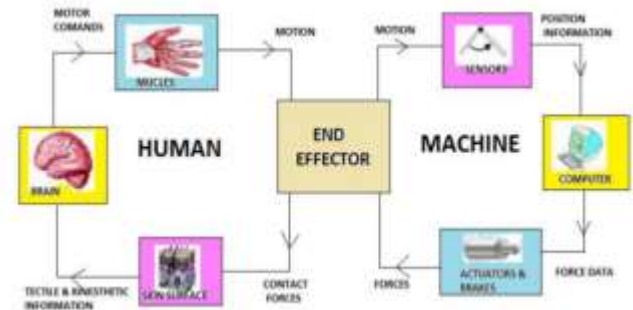 MOTOR
COMANDS
MUCLES
MOTION
BRAIN
HUMAN
SKIN SURFACE
TECTILE & KINESTHETIC
INFORMATION
CONTACT
FORCES
END
EFFECTOR
MOTION
SENSORS
POSITION
INFORMATION
MACHINE
COMPUTER
ACTUATORS &
BRAKES
FORCES
FORCE DATA